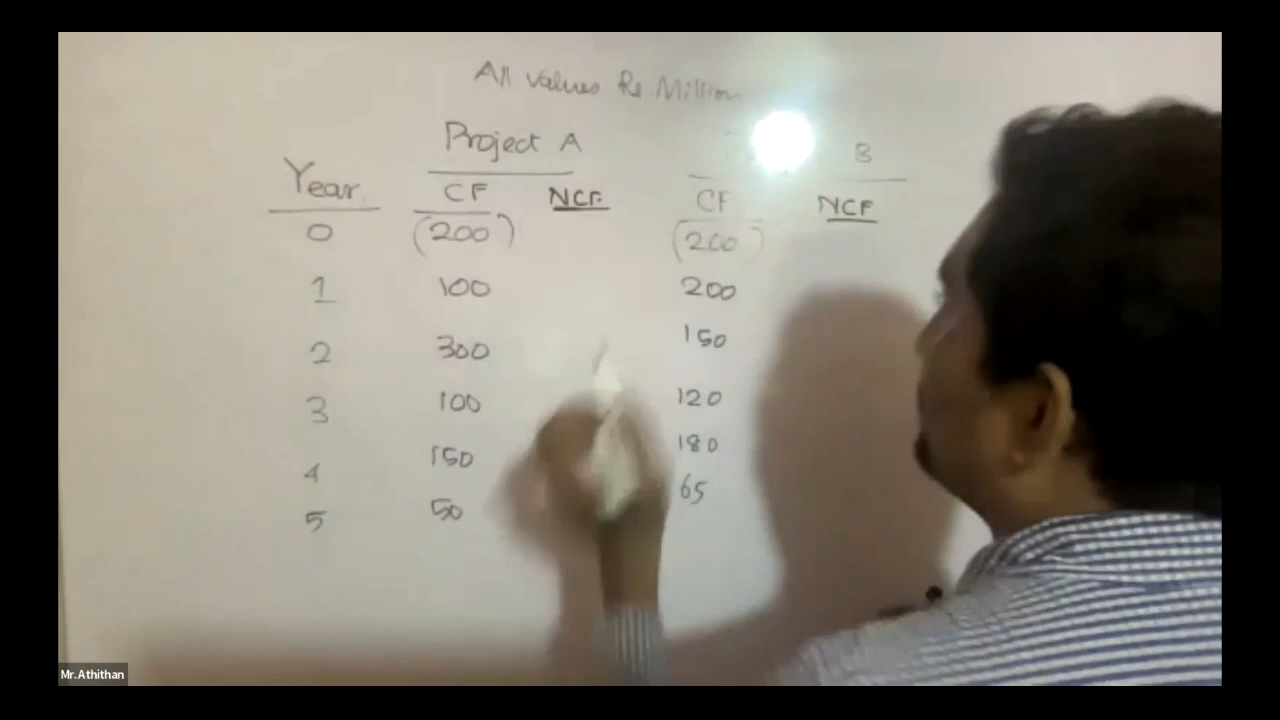 All values Rs Million
Project A B
Year CF NCF CF NCF
0 (200) (200)
1 100 200
2 300 150
3 100 120
4 150 180
5 50 65
Mr.Athithan